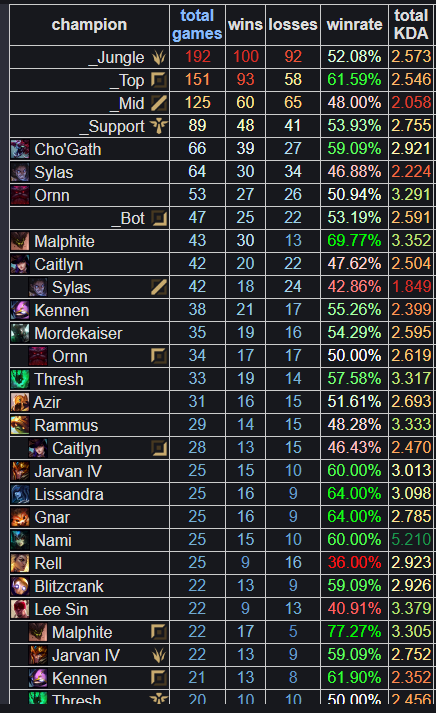 champion total games wins losses winrate total KDA
_Jungle 192 100 92 52.08% 2.573
_Top 151 93 58 61.59% 2.546
_Mid 125 60 65 48.00% 2.058
_Support 89 48 41 53.93% 2.755
Cho'Gath 66 39 27 59.09% 2.921
Sylas 64 30 34 46.88% 2.224
Ornn 53 27 26 50.94% 3.291
_Bot 47 25 22 53.19% 2.591
Malphite 43 30 13 69.77% 3.352
Caitlyn 42 20 22 47.62% 2.504
Sylas 42 18 24 42.86% 1.849
Kennen 38 21 17 55.26% 2.399
Mordekaiser 35 19 16 54.29% 2.595
Ornn 34 17 17 50.00% 2.619
Thresh 33 19 14 57.58% 3.317
Azir 31 16 15 51.61% 2.693
Rammus 29 14 15 48.28% 3.333
Caitlyn 28 13 15 46.43% 2.470
Jarvan IV 25 15 10 60.00% 3.013
Lissandra 25 16 9 64.00% 3.098
Gnar 25 16 9 64.00% 2.785
Nami 25 15 10 60.00% 5.210
Rell 25 9 16 36.00% 2.923
Blitzcrank 22 13 9 59.09% 2.926
Lee Sin 22 9 13 40.91% 3.379
Malphite 22 17 5 77.27% 3.305
Jarvan IV 22 13 9 59.09% 2.752
Kennen 21 13 8 61.90% 2.352
Thresh 20 10 10 50.00% 2.456